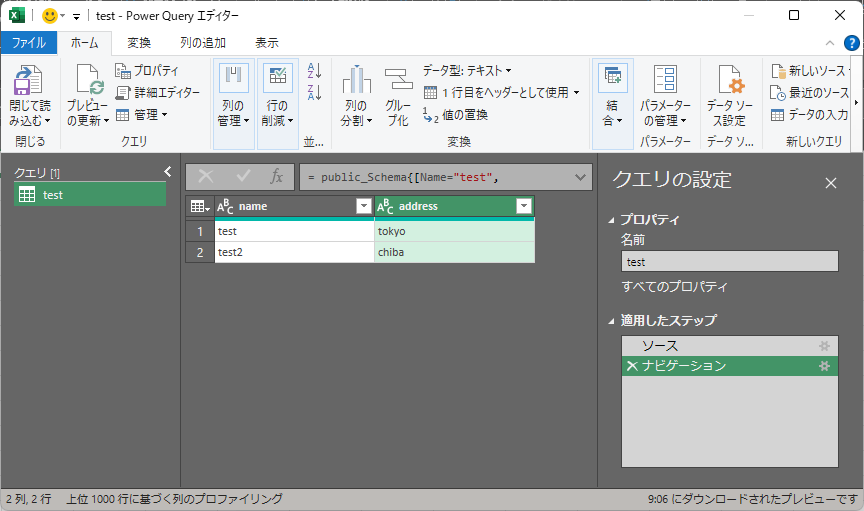 test - Power Query エディター
ファイル ホーム 変換 列の追加 表示
閉じて読
み込む
閉じる
プレビュー
の更新
プロパティ
詳細エディター
管理
クエリ
列の
管理
行の
削減
A
Z
Z
A
並...
列の
分割
グルー
プ化
データ型: テキスト
1 行目をヘッダーとして使用
1
2
値の置換
変換
結
合
パラメーター
の管理
パラメーター
データ ソー
ス設定
データ ソ...
新しいソース
最近のソース
データの入力
新しいクエリ
クエリ [1]
test
fx
= public_Schema{[Name="test",
ABC name
ABC address
1 test tokyo
2 test2 chiba
クエリの設定
プロパティ
名前
test
すべてのプロパティ
適用したステップ
ソース
ナビゲーション
2 列, 2 行 上位 1000 行に基づく列のプロファイリング
9:06 にダウンロードされたプレビューです